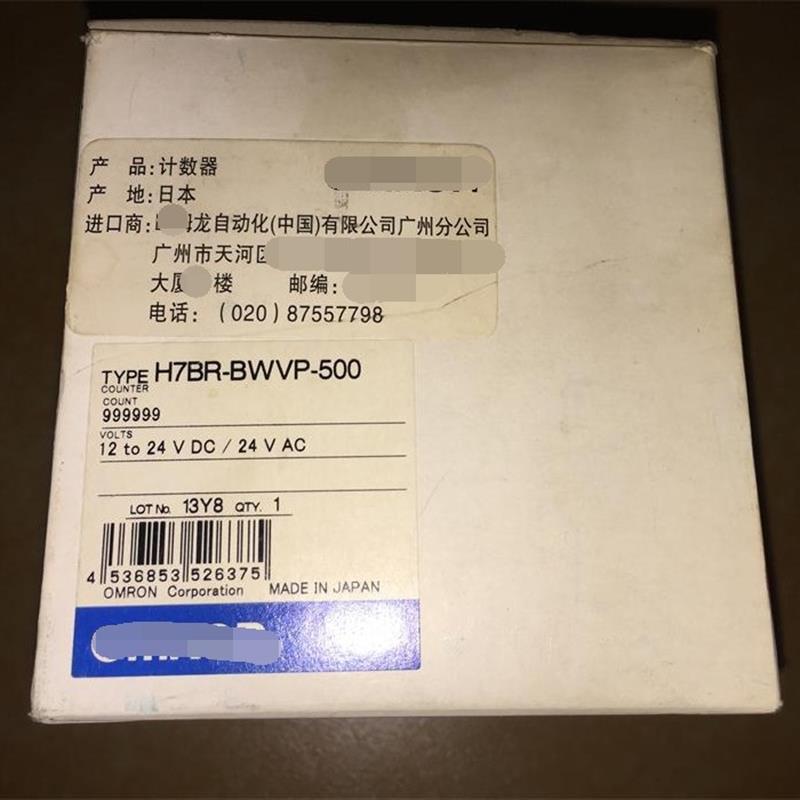 产 品:计数器
产 地:日本
进口商: 姆龙自动化(中国)有限公司广州分公司
广州市天河区
大厦 楼 邮编:
电话:(020)87557798
TYPE H7BR-BWVP-500
COUNTER
COUNT
999999
VOLTS
12 to 24 V DC / 24 V AC
LOT No. 13Y8 QTY. 1
4 536853 526375
OMRON Corporation MADE IN JAPAN